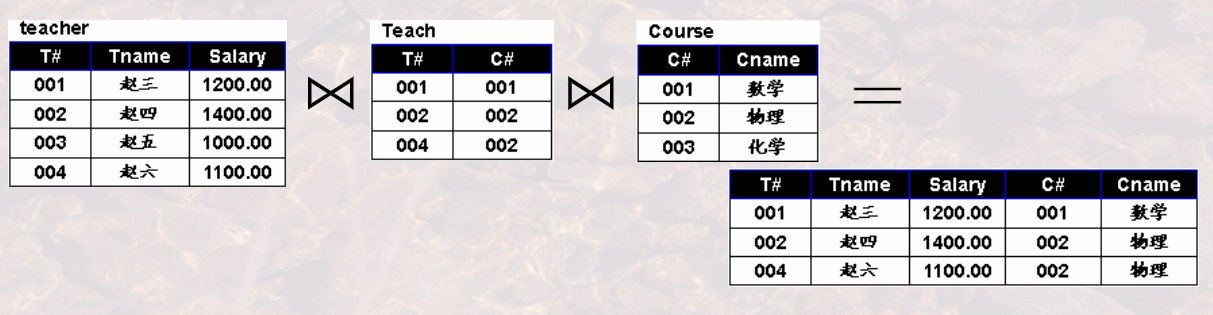 teacher
T# Tname Salary
001 赵三 1200.00
002 赵四 1400.00
003 赵五 1000.00
004 赵六 1100.00
⋈
Teach
T# C#
001 001
002 002
004 002
⋈
Course
C# Cname
001 数学
002 物理
003 化学
=
T# Tname Salary C# Cname
001 赵三 1200.00 001 数学
002 赵四 1400.00 002 物理
004 赵六 1100.00 002 物理